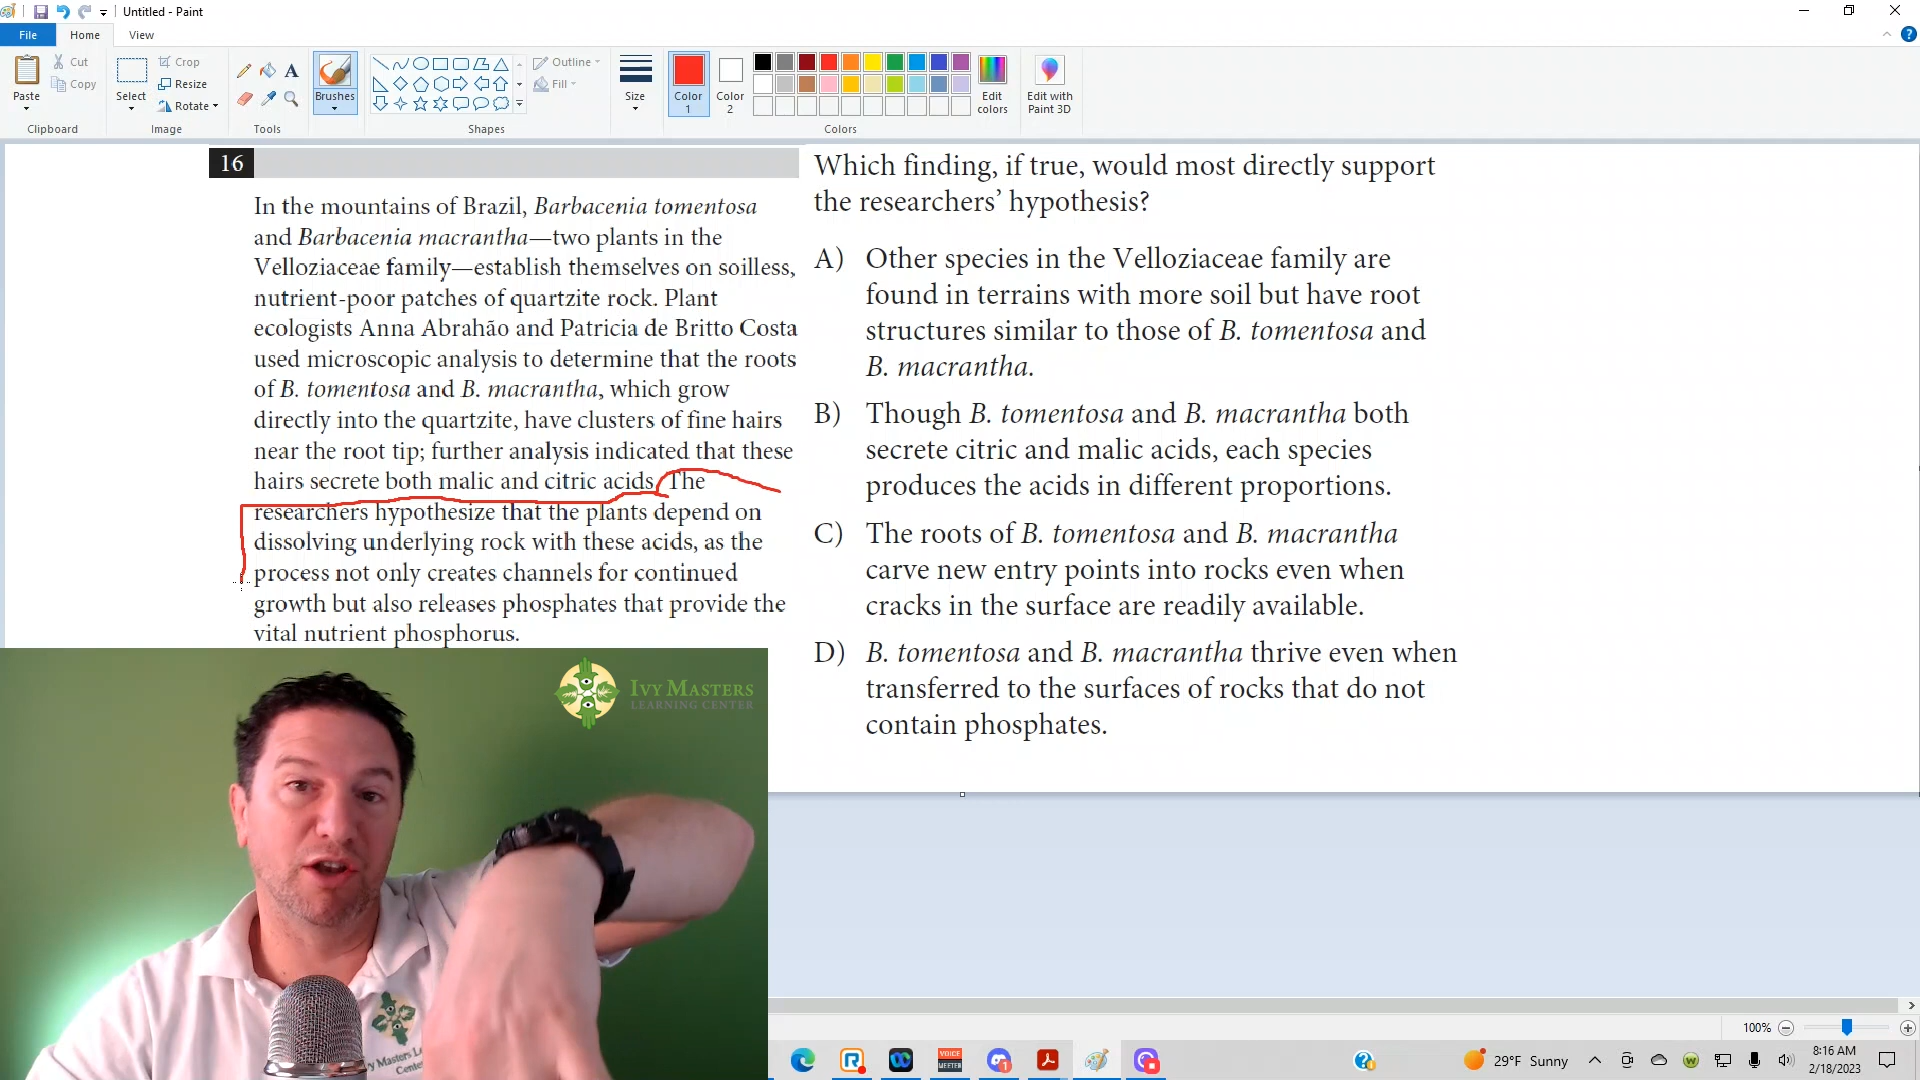 Untitled - Paint
File Home View
Paste Cut Copy Clipboard
Select Crop Resize Rotate Image
Tools
Brushes
Outline Fill Shapes
Size
Color 1 Color 2 Edit colors Colors
Edit with Paint 3D
16
In the mountains of Brazil, Barbacenia tomentosa
and Barbacenia macrantha—two plants in the
Velloziaceae family—establish themselves on soilless,
nutrient-poor patches of quartzite rock. Plant
ecologists Anna Abrahão and Patricia de Britto Costa
used microscopic analysis to determine that the roots
of B. tomentosa and B. macrantha, which grow
directly into the quartzite, have clusters of fine hairs
near the root tip; further analysis indicated that these
hairs secrete both malic and citric acids. The
researchers hypothesize that the plants depend on
dissolving underlying rock with these acids, as the
process not only creates channels for continued
growth but also releases phosphates that provide the
vital nutrient phosphorus.
Which finding, if true, would most directly support
the researchers’ hypothesis?
A) Other species in the Velloziaceae family are
found in terrains with more soil but have root
structures similar to those of B. tomentosa and
B. macrantha.
B) Though B. tomentosa and B. macrantha both
secrete citric and malic acids, each species
produces the acids in different proportions.
C) The roots of B. tomentosa and B. macrantha
carve new entry points into rocks even when
cracks in the surface are readily available.
D) B. tomentosa and B. macrantha thrive even when
transferred to the surfaces of rocks that do not
contain phosphates.
IVY MASTERS
LEARNING CENTER
100%
VOICE
MEETER
29°F Sunny
8:16 AM
2/18/2023